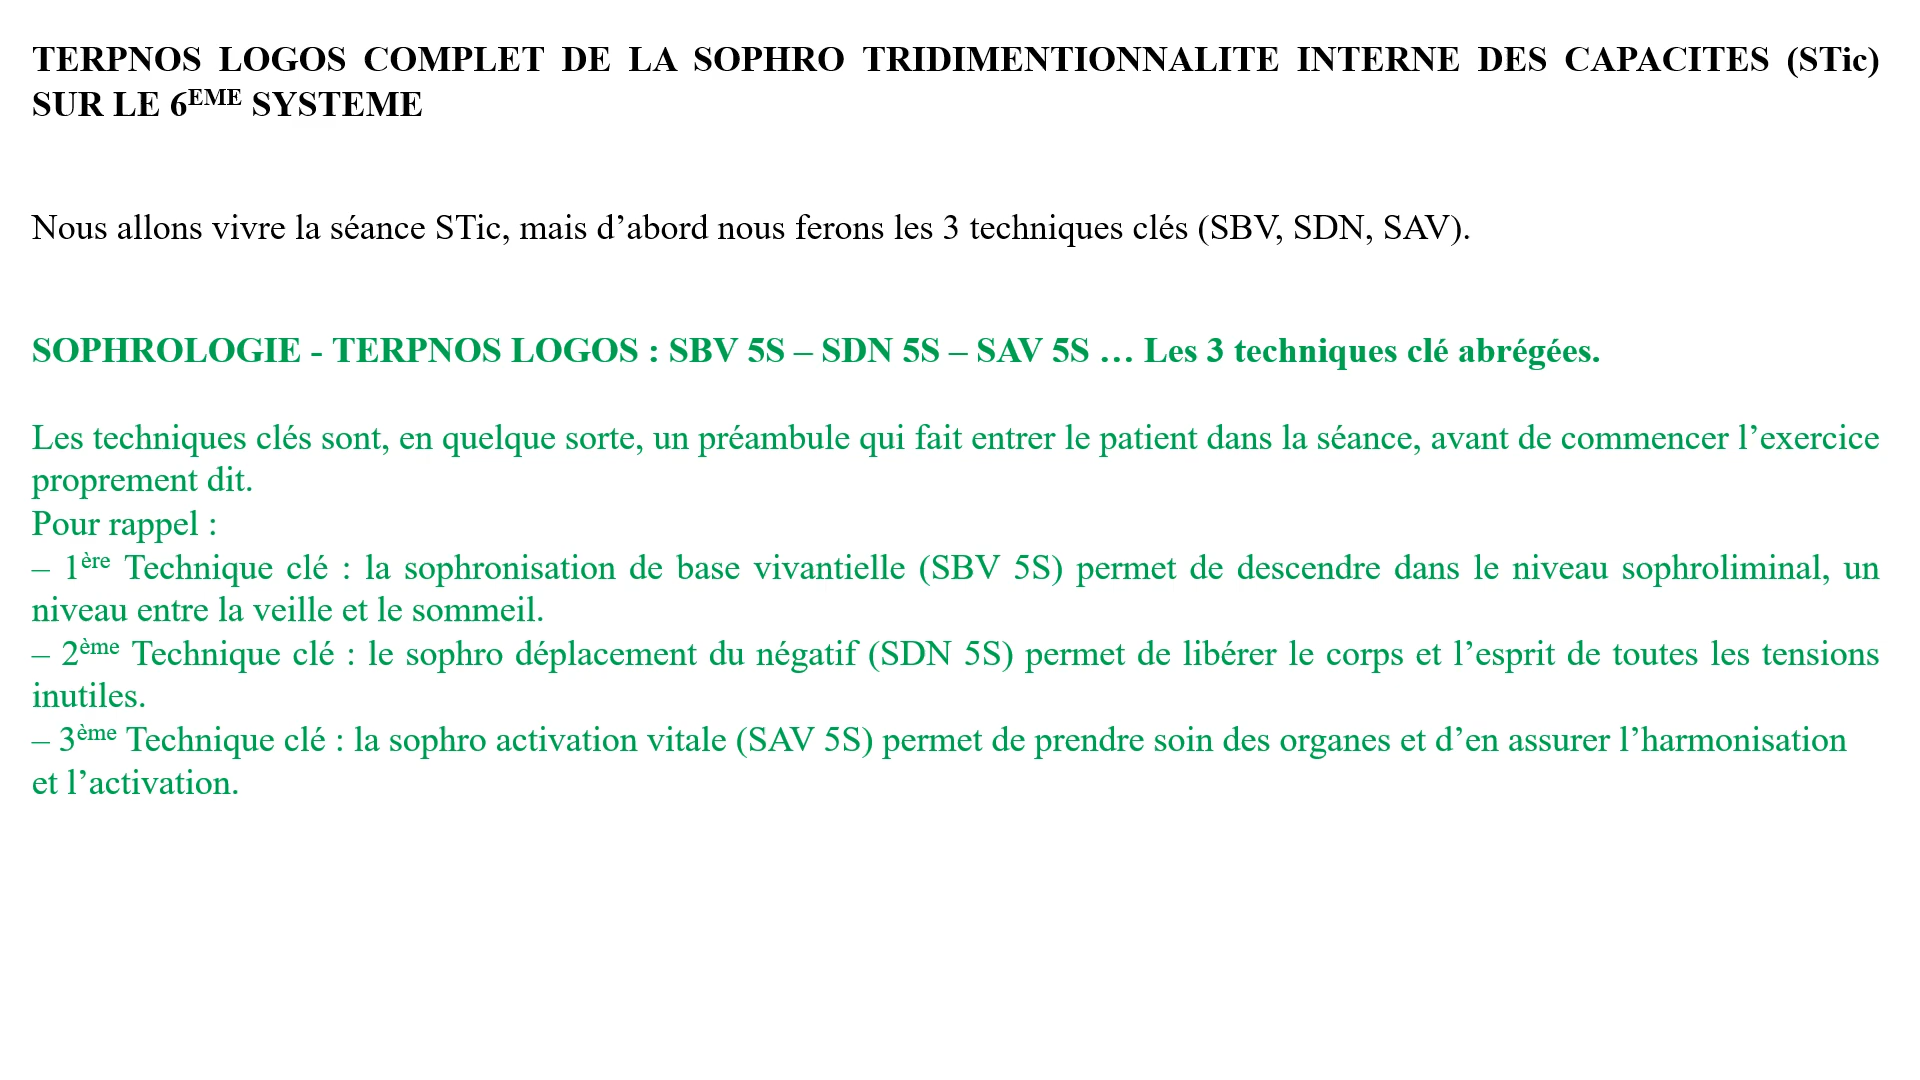 TERPNOS LOGOS COMPLET DE LA SOPHRO TRIDIMENTIONNALITE INTERNE DES CAPACITES (STic)
SUR LE 6EME SYSTEME
Nous allons vivre la séance STic, mais d’abord nous ferons les 3 techniques clés (SBV, SDN, SAV).
SOPHROLOGIE - TERPNOS LOGOS : SBV 5S – SDN 5S – SAV 5S … Les 3 techniques clé abrégées.
Les techniques clés sont, en quelque sorte, un préambule qui fait entrer le patient dans la séance, avant de commencer l’exercice
proprement dit.
Pour rappel :
– 1ère Technique clé : la sophronisation de base vivantielle (SBV 5S) permet de descendre dans le niveau sophroliminal, un
niveau entre la veille et le sommeil.
– 2ème Technique clé : le sophro déplacement du négatif (SDN 5S) permet de libérer le corps et l’esprit de toutes les tensions
inutiles.
– 3ème Technique clé : la sophro activation vitale (SAV 5S) permet de prendre soin des organes et d’en assurer l’harmonisation
et l’activation.